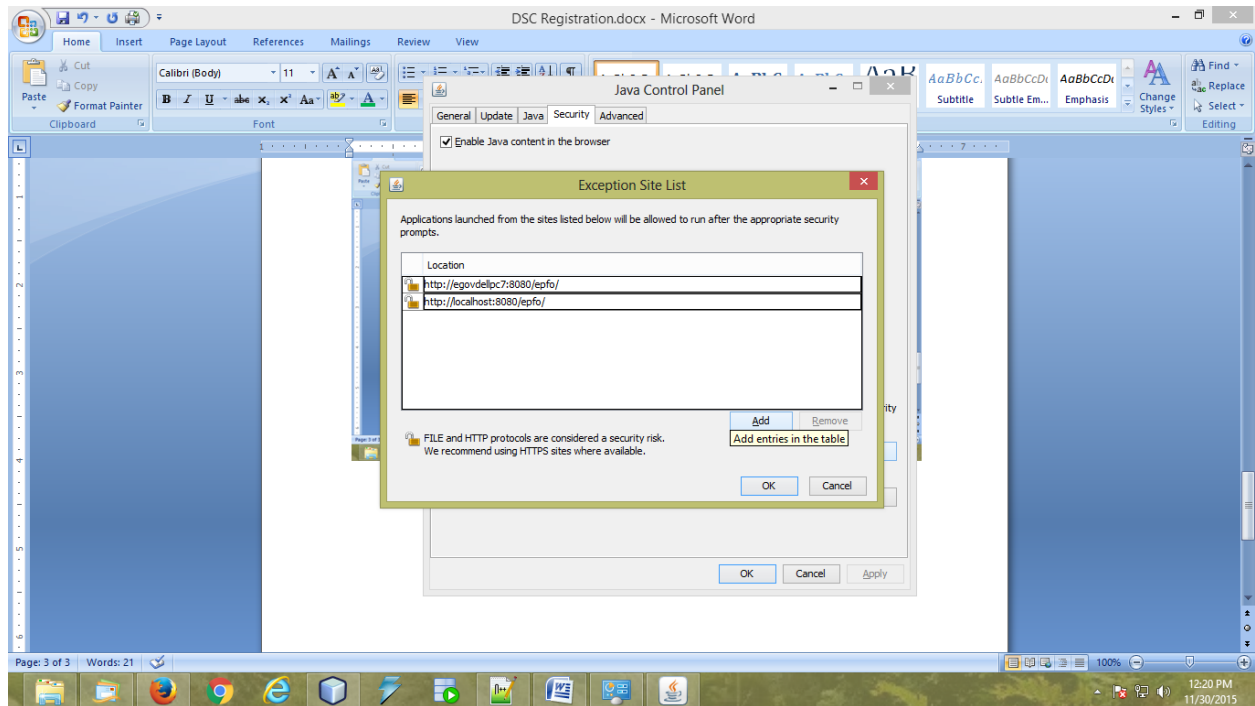 DSC Registration.docx - Microsoft Word
Home Insert Page Layout References Mailings Review View
Paste
Cut
Copy
Format Painter
Clipboard
Calibri (Body) 11
Font
AaBbCc. AaBbCcDc AaBbCcDc
Subtitle Subtle Em... Emphasis
Change Styles
Find
Replace
Select
Editing
Java Control Panel
General Update Java Security Advanced
Enable Java content in the browser
Exception Site List
Applications launched from the sites listed below will be allowed to run after the appropriate security
prompts.
Location
http://egovdellpc7:8080/epfo/
http://localhost:8080/epfo/
Add Remove
Add entries in the table
FILE and HTTP protocols are considered a security risk.
We recommend using HTTPS sites where available.
OK Cancel
OK Cancel Apply
Page: 3 of 3 Words: 21
100%
12:20 PM
11/30/2015